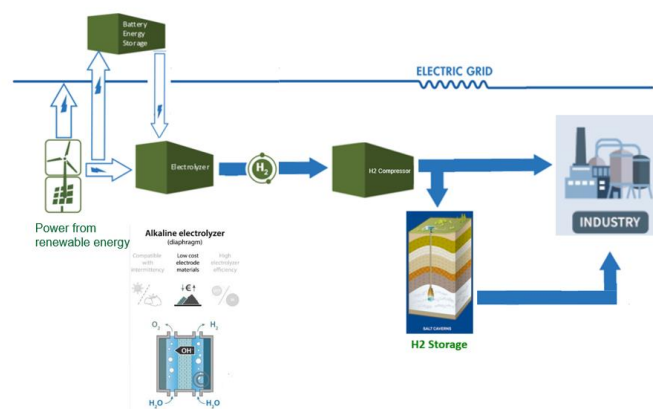 Battery
Energy
Storage
ELECTRIC GRID
Electrolyzer
H2
H2 Compressor
INDUSTRY
Power from
renewable energy
Alkaline electrolyzer
(diaphragm)
Compatible
with
intermittency
Low cost
electrode
materials
High
electrolyzer
efficiency
€
O2
H2
OH-
H2O
H2O
SALT CAVERNS
H2 Storage